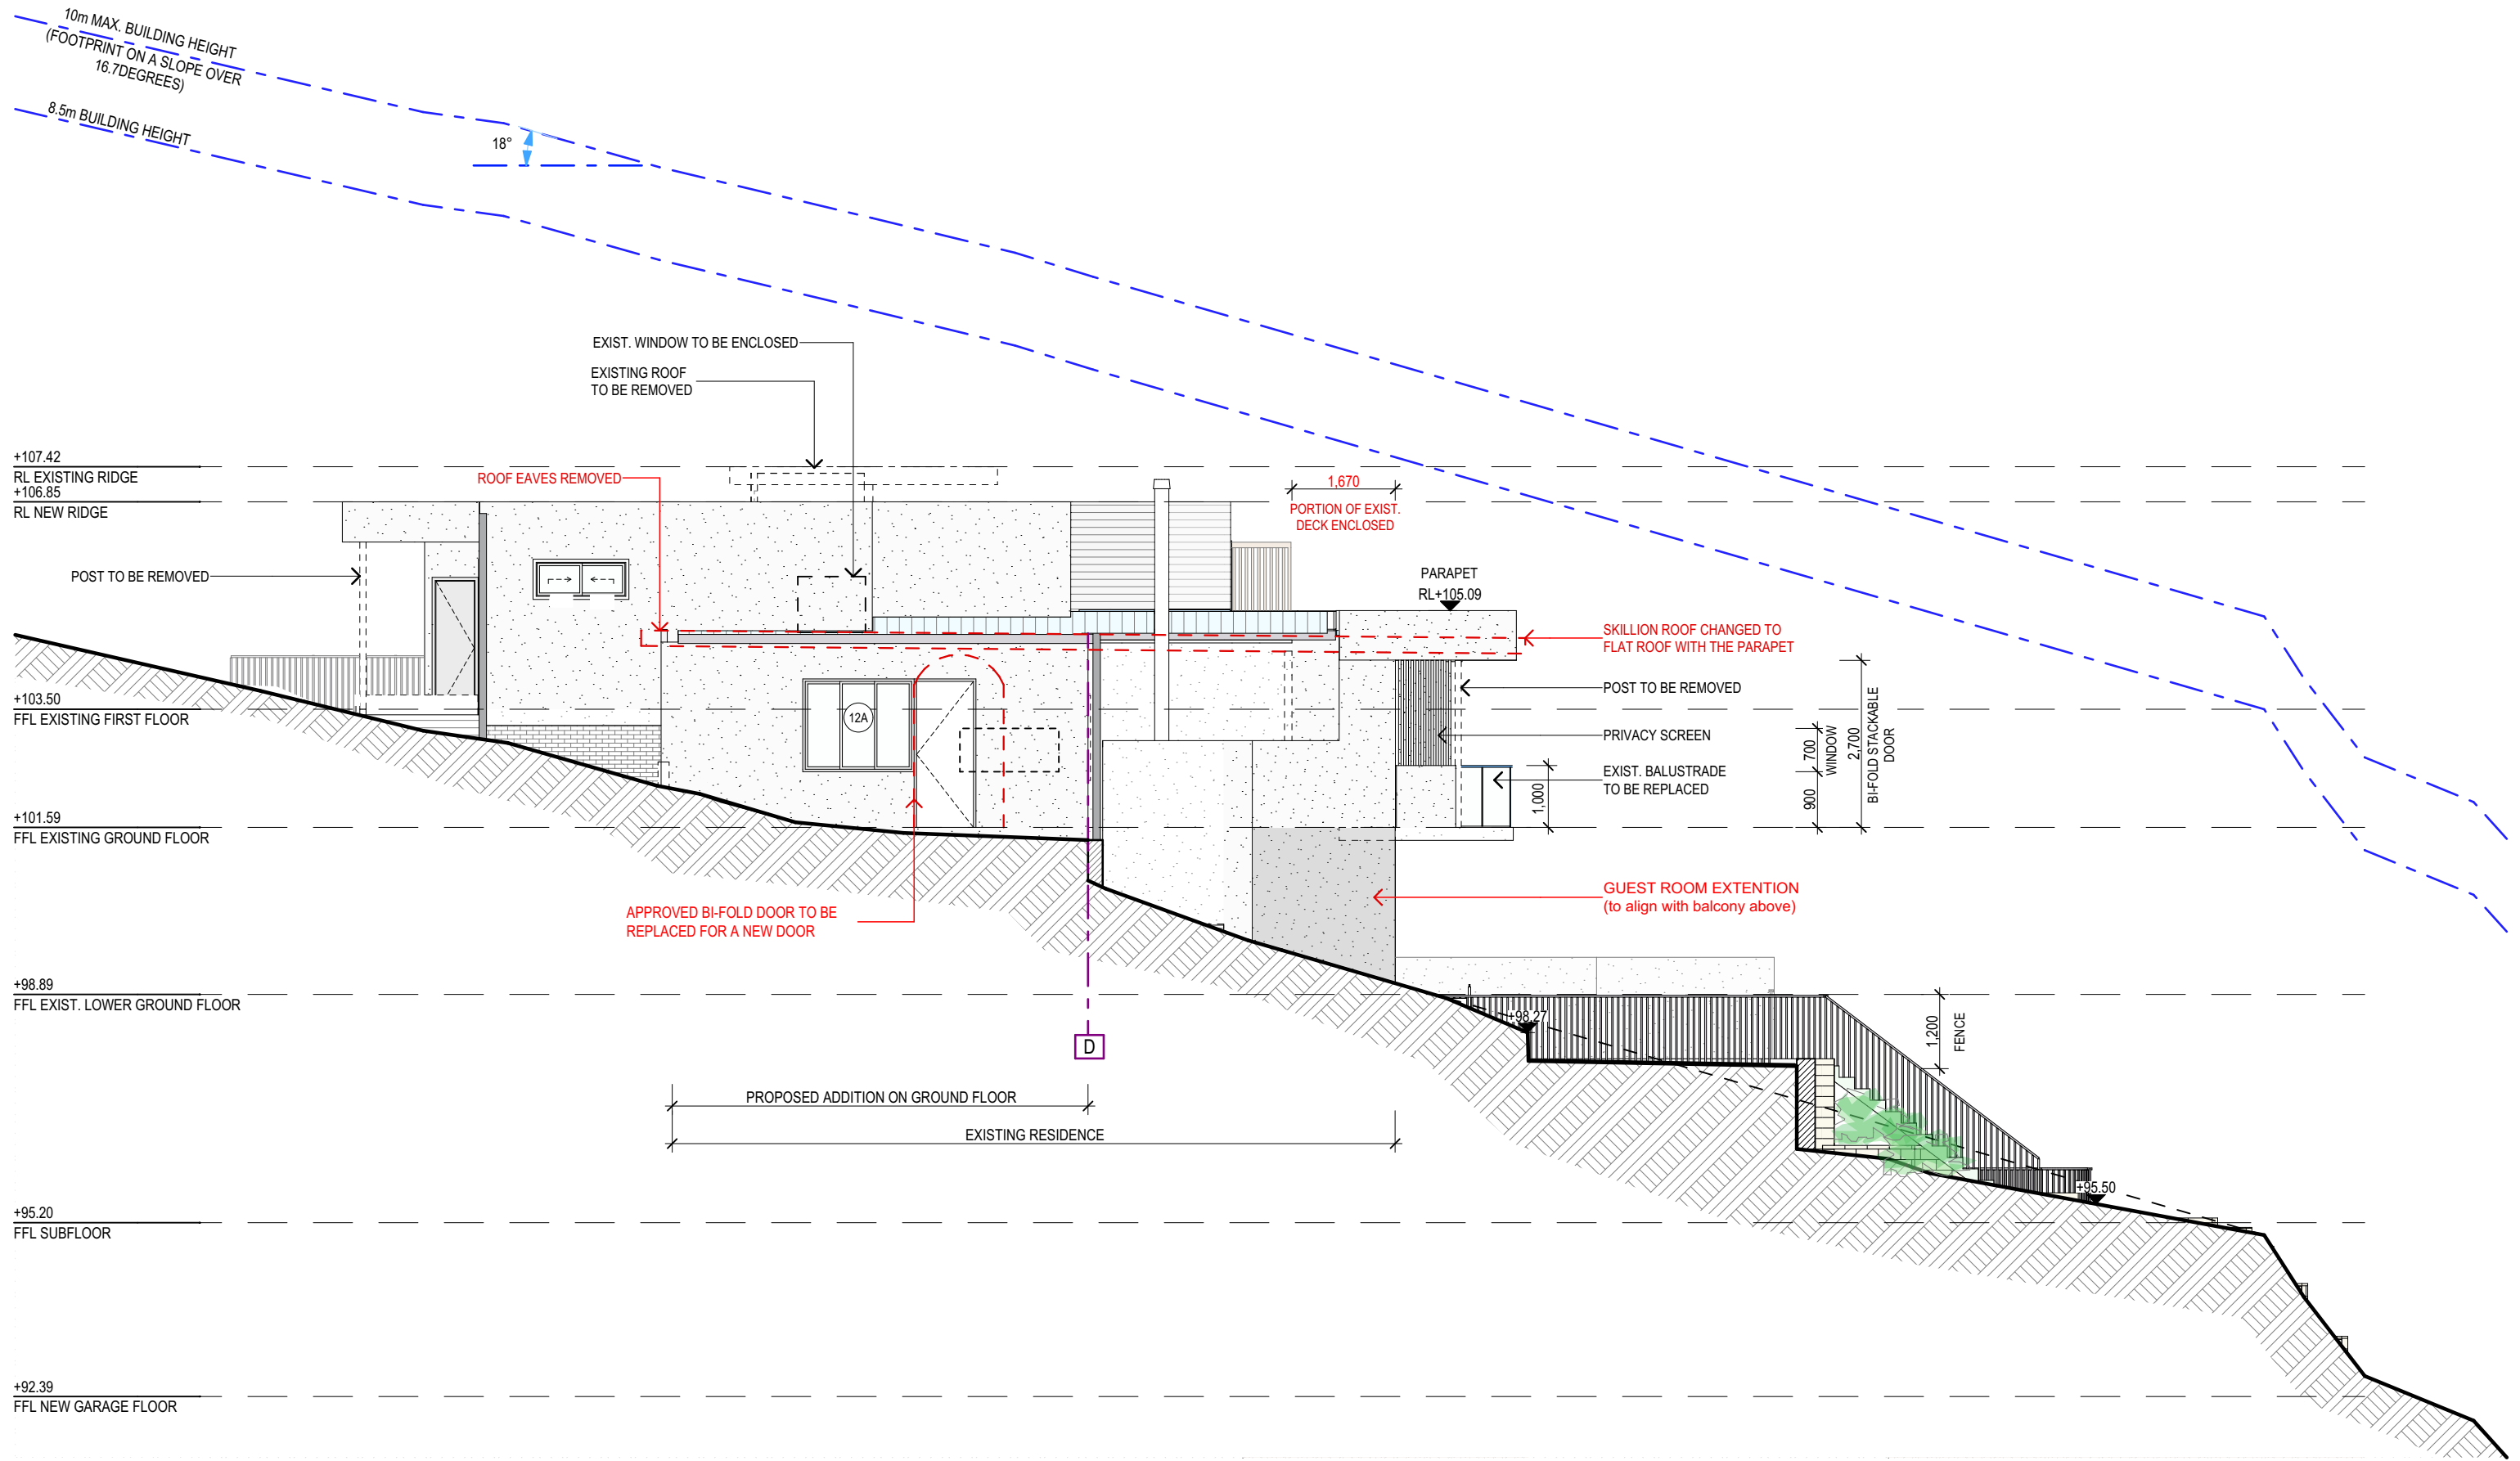 10m MAX. BUILDING HEIGHT
(FOOTPRINT ON A SLOPE OVER
16.7DEGREES)
8.5m BUILDING HEIGHT
18°
EXIST. WINDOW TO BE ENCLOSED
EXISTING ROOF
TO BE REMOVED
+107.42
RL EXISTING RIDGE
+106.85
RL NEW RIDGE
ROOF EAVES REMOVED
1,670
PORTION OF EXIST.
DECK ENCLOSED
POST TO BE REMOVED
PARAPET
RL+105.09
SKILLION ROOF CHANGED TO
FLAT ROOF WITH THE PARAPET
POST TO BE REMOVED
PRIVACY SCREEN
EXIST. BALUSTRADE
TO BE REPLACED
1,000
700
900
WINDOW
2,700
BI-FOLD STACKABLE
DOOR
12A
+103.50
FFL EXISTING FIRST FLOOR
+101.59
FFL EXISTING GROUND FLOOR
APPROVED BI-FOLD DOOR TO BE
REPLACED FOR A NEW DOOR
GUEST ROOM EXTENTION
(to align with balcony above)
+98.89
FFL EXIST. LOWER GROUND FLOOR
+98.27
1,200
FENCE
D
PROPOSED ADDITION ON GROUND FLOOR
EXISTING RESIDENCE
+95.50
+95.20
FFL SUBFLOOR
+92.39
FFL NEW GARAGE FLOOR